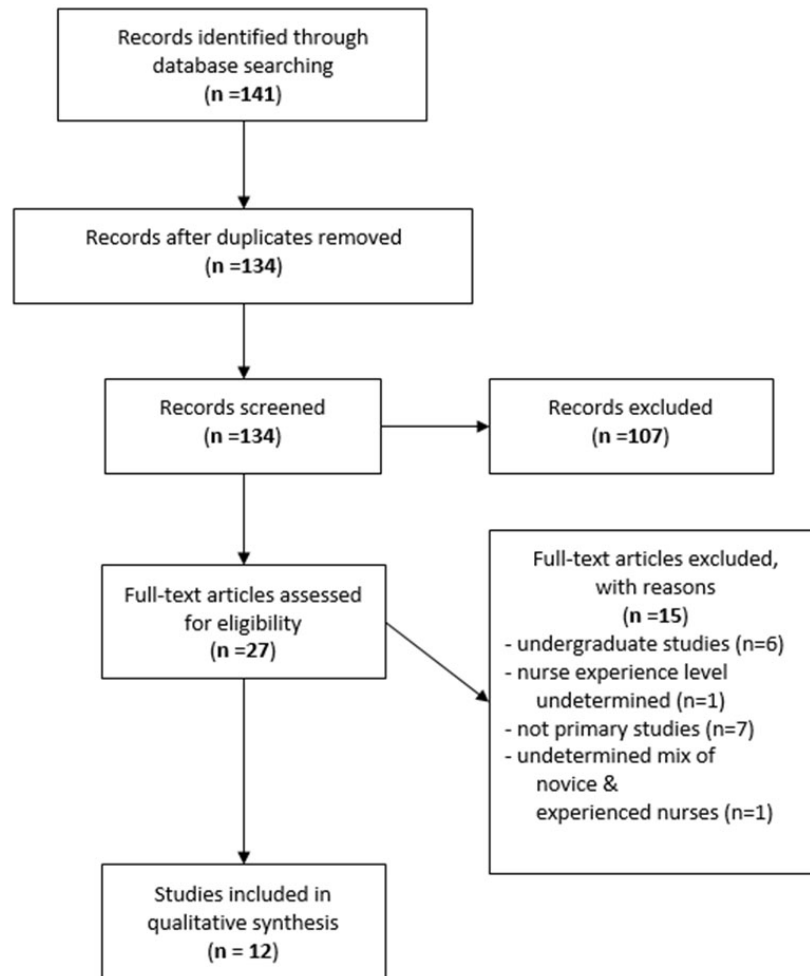 Records identified through
database searching
(n =141)
Records after duplicates removed
(n =134)
Records screened
(n =134)
Records excluded
(n =107)
Full-text articles assessed
for eligibility
(n =27)
Full-text articles excluded,
with reasons
(n =15)
- undergraduate studies (n=6)
- nurse experience level
undetermined (n=1)
- not primary studies (n=7)
- undetermined mix of
novice &
experienced nurses (n=1)
Studies included in
qualitative synthesis
(n = 12)